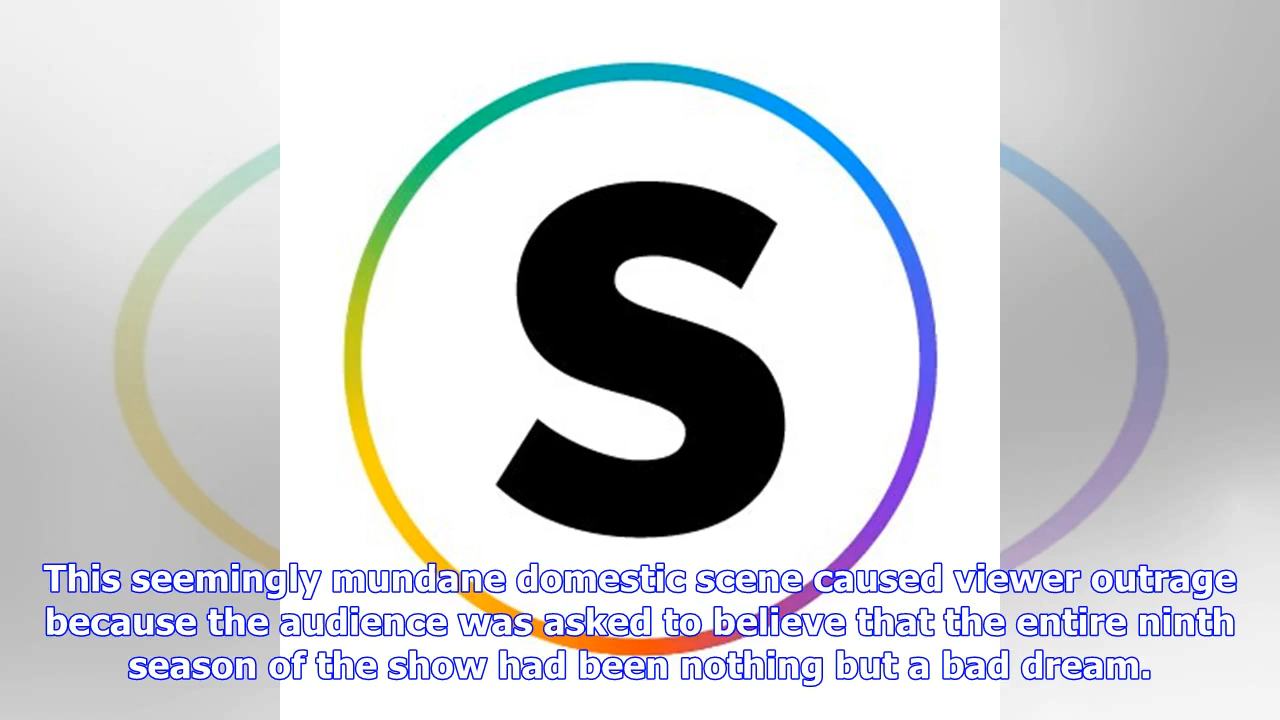 S
This seemingly mundane domestic scene caused viewer outrage
because the audience was asked to believe that the entire ninth
season of the show had been nothing but a bad dream.